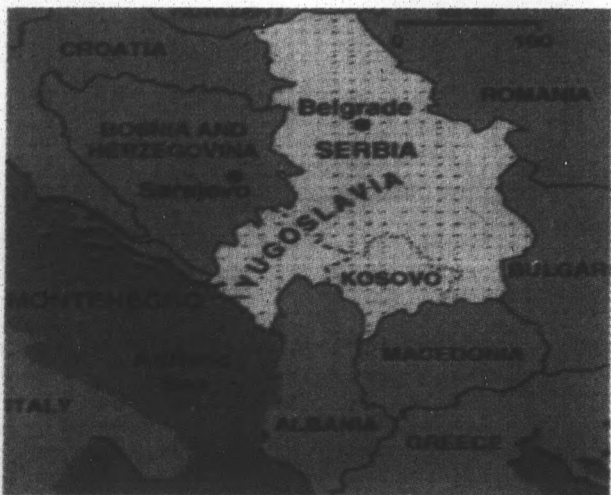 CROATIA
0 100
ROMANIA
Belgrade
BOSNIA AND
HERZEGOVINA
SERBIA
Sarajevo
YUGOSLAVIA
KOSOVO
BULGAR
MONTENEGRO
MACEDONIA
ITALY
ALBANIA
GREECE